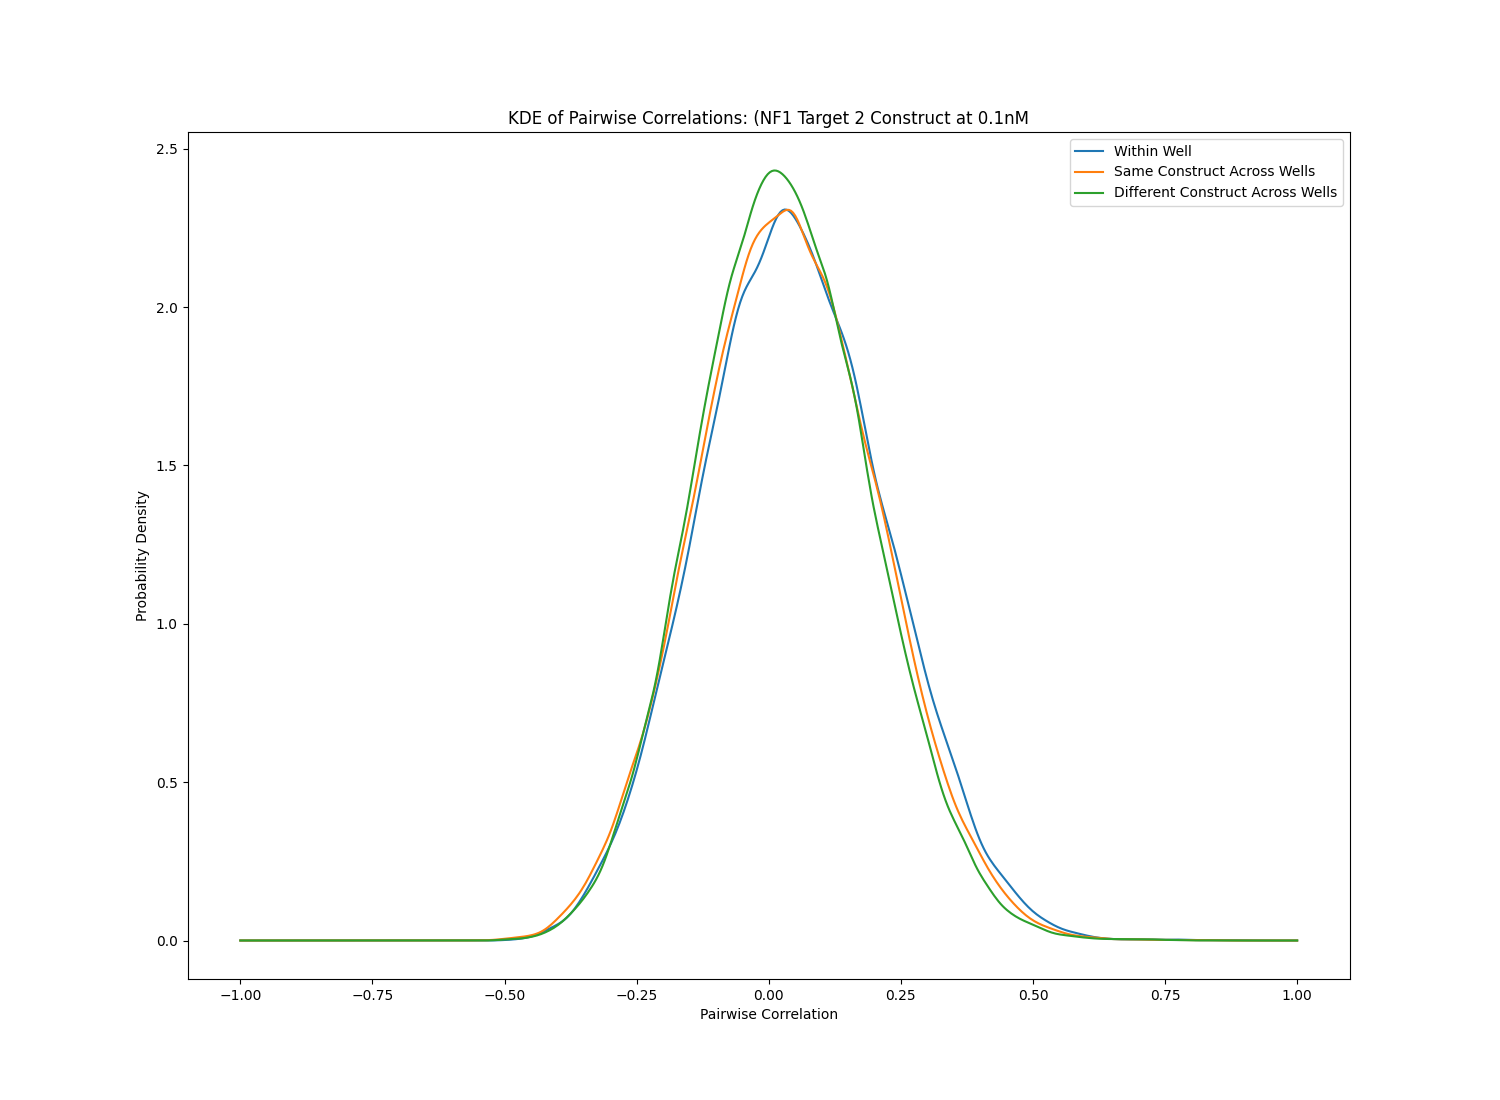 KDE of Pairwise Correlations: (NF1 Target 2 Construct at 0.1nM
Within Well
Same Construct Across Wells
Different Construct Across Wells
Probability Density
2.5
2.0
1.5
1.0
0.5
0.0
−1.00 −0.75 −0.50 −0.25 0.00 0.25 0.50 0.75 1.00
Pairwise Correlation